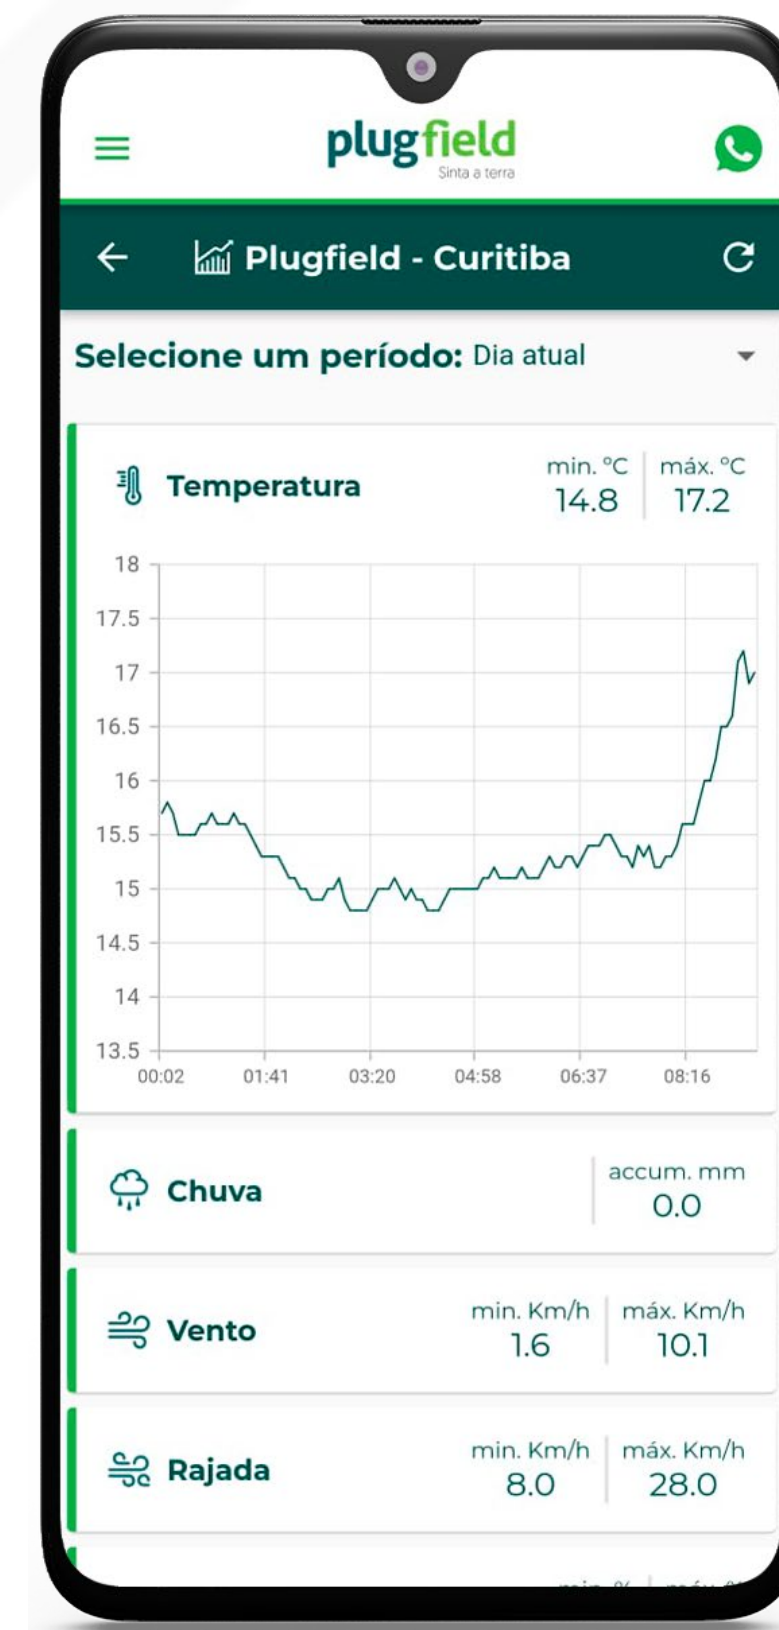 plugfield
Sinta a terra
Plugfield - Curitiba
Selecione um período: Dia atual
Temperatura
min. °C
14.8
máx. °C
17.2
18
17.5
17
16.5
16
15.5
15
14.5
14
13.5
00:02 01:41 03:20 04:58 06:37 08:16
Chuva
accum. mm
0.0
Vento
min. Km/h
1.6
máx. Km/h
10.1
Rajada
min. Km/h
8.0
máx. Km/h
28.0